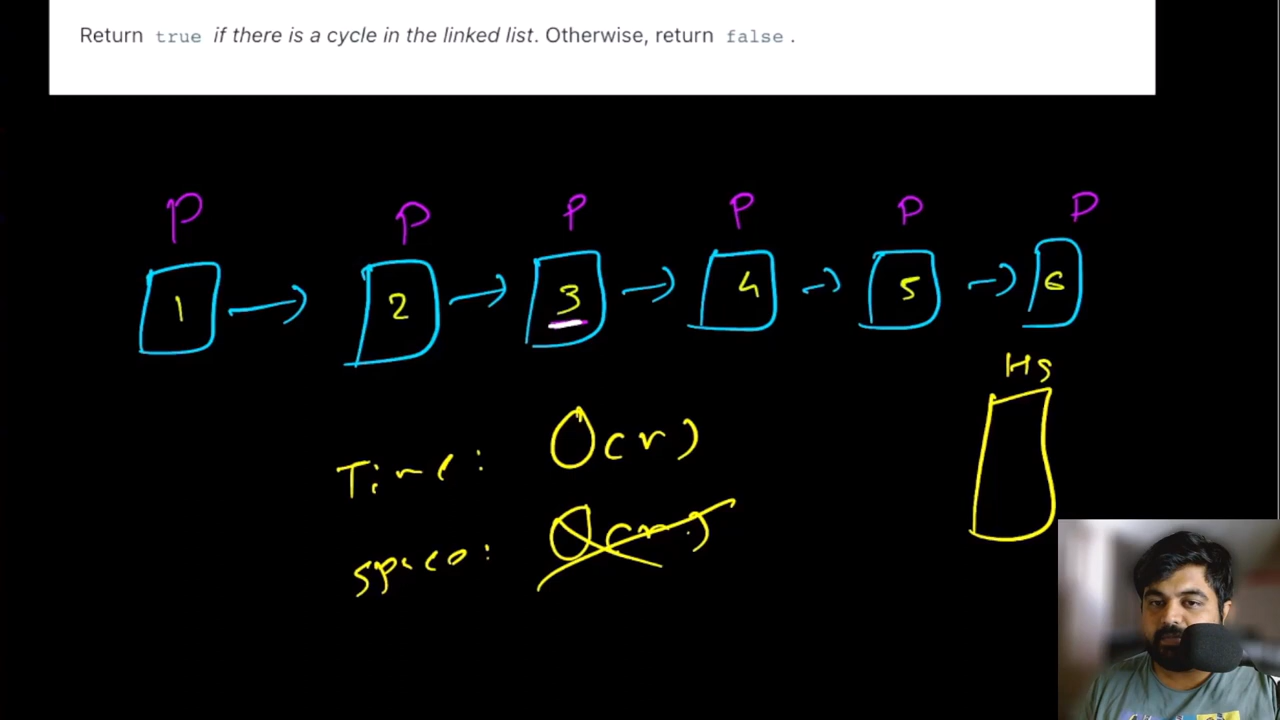 Return true if there is a cycle in the linked list. Otherwise, return false .
P P P P P P
1 2 3 4 5 6
HS
Time: O(n)
Space: O(n)